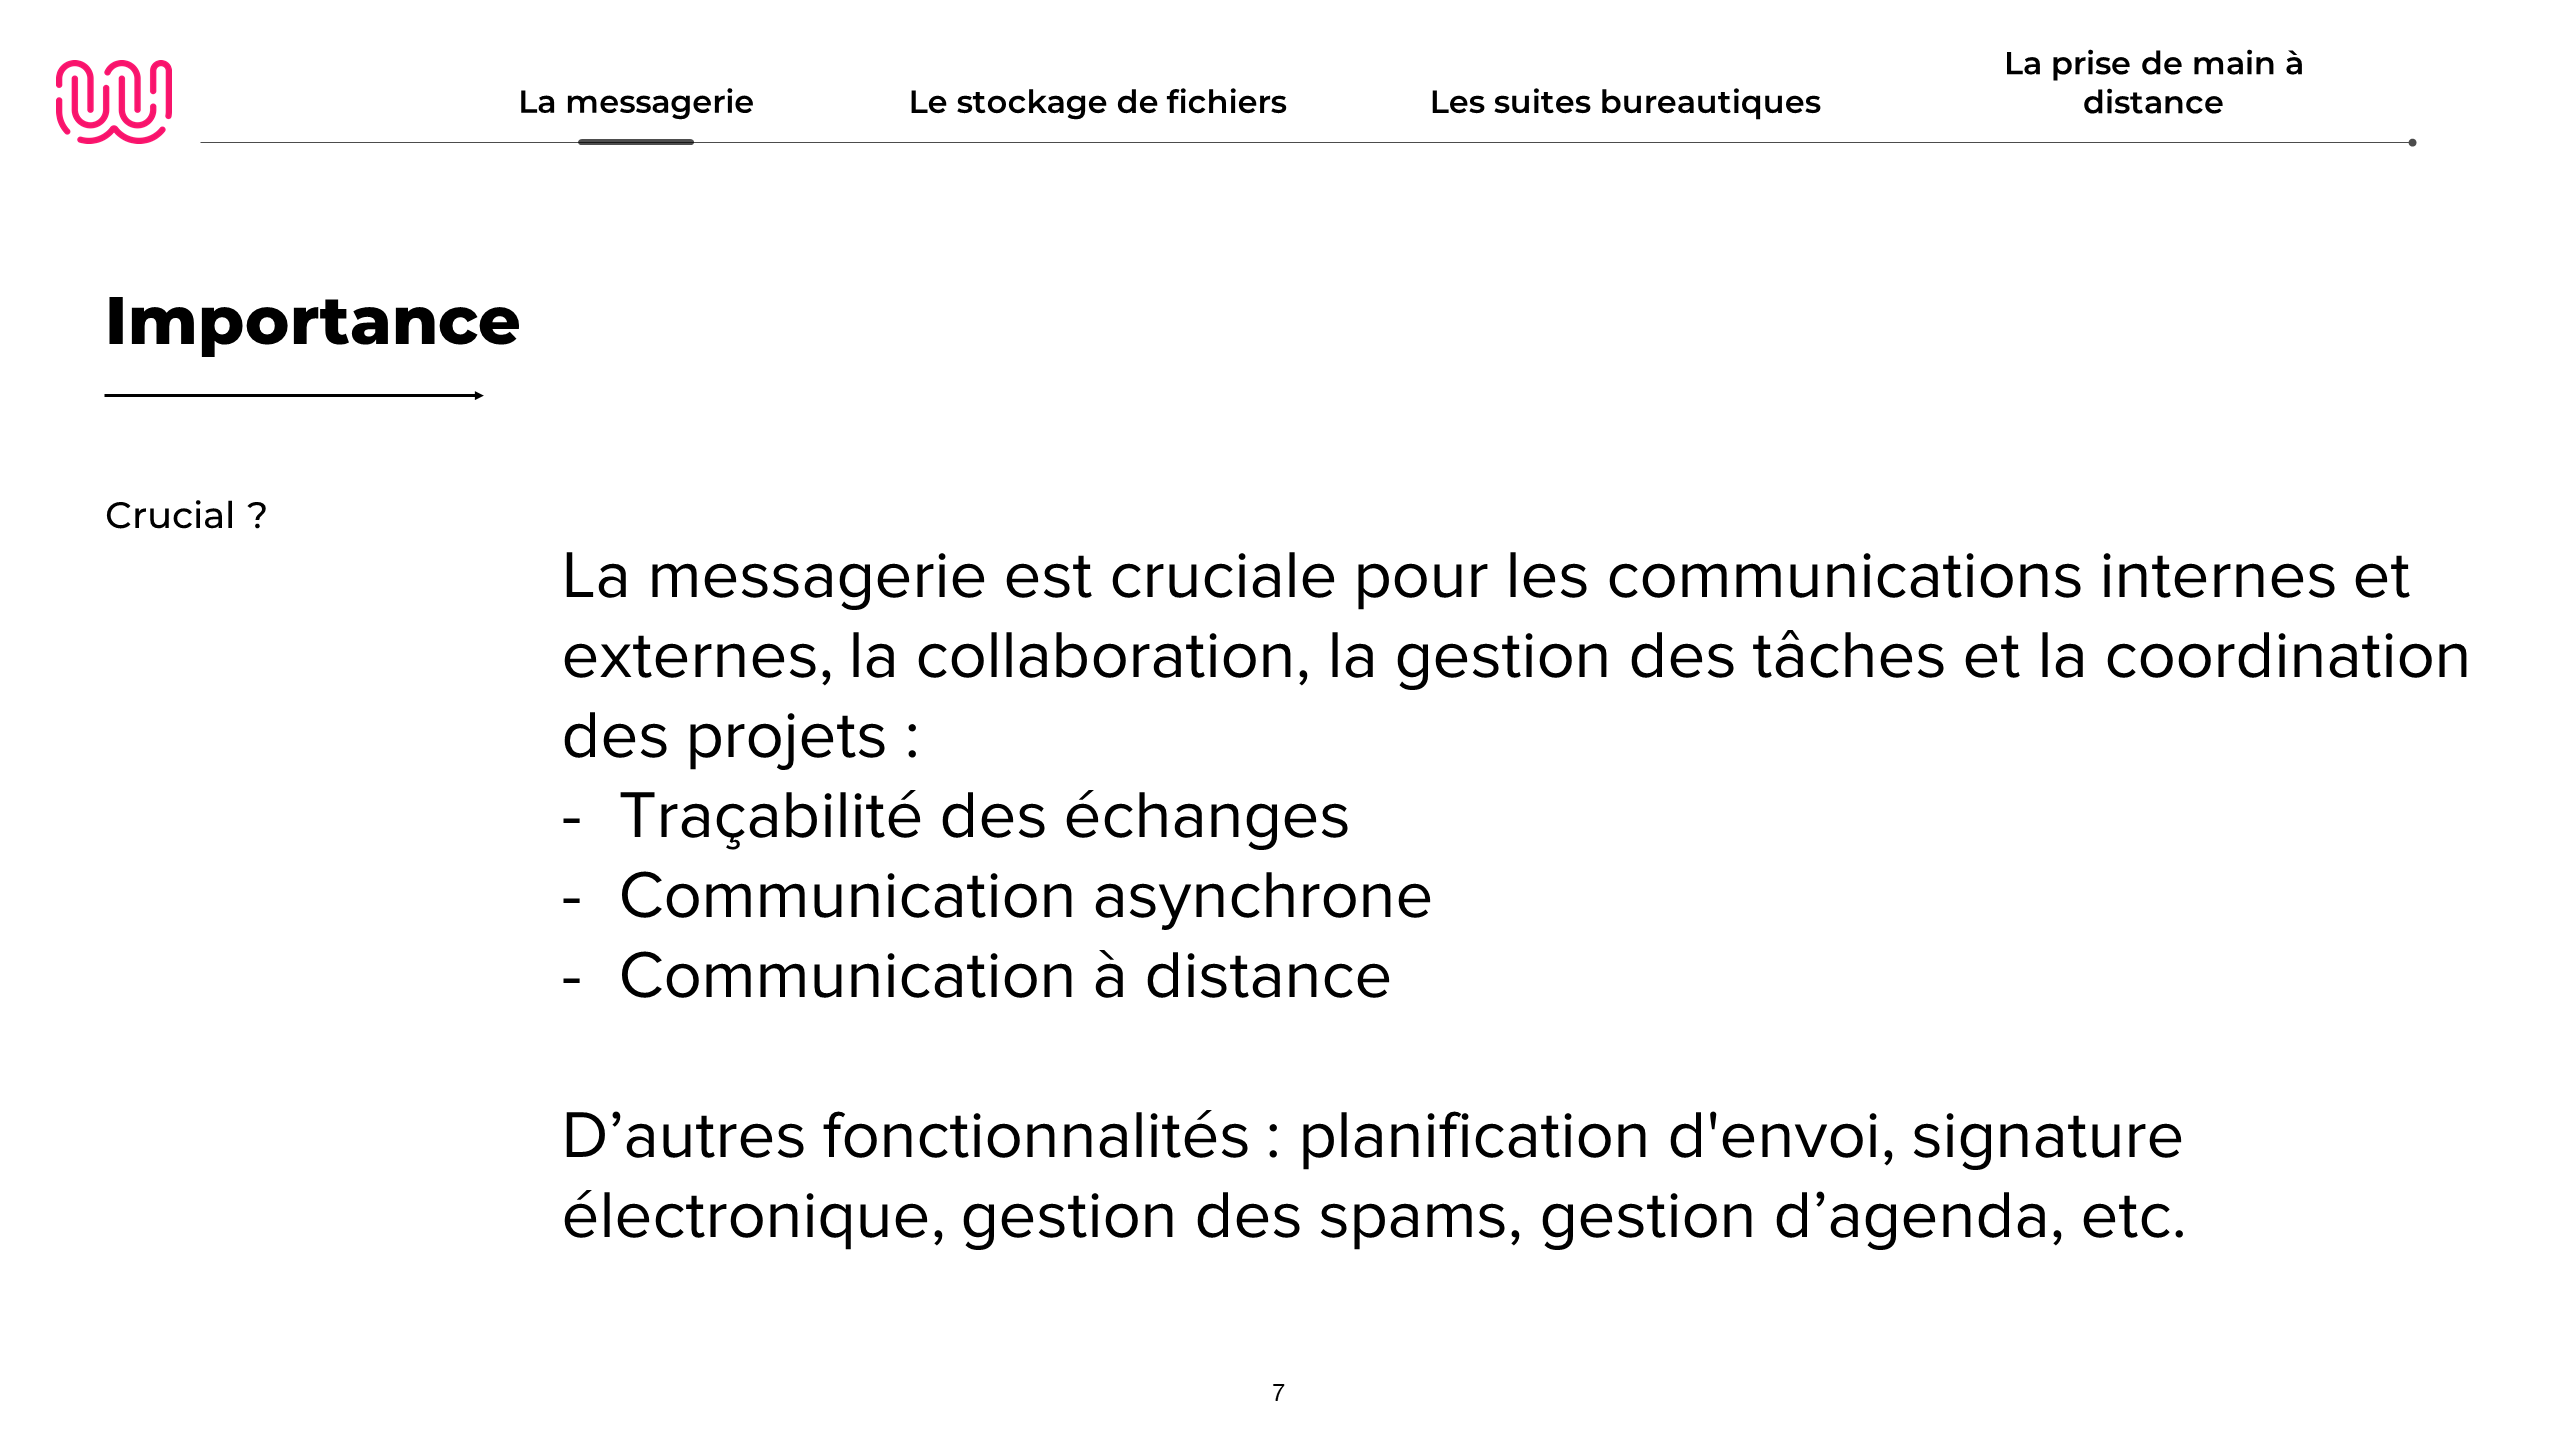 La messagerie
Le stockage de fichiers
Les suites bureautiques
La prise de main à
distance
Importance
Crucial ?
La messagerie est cruciale pour les communications internes et
externes, la collaboration, la gestion des tâches et la coordination
des projets :
- Traçabilité des échanges
- Communication asynchrone
- Communication à distance
D’autres fonctionnalités : planification d'envoi, signature
électronique, gestion des spams, gestion d’agenda, etc.
7